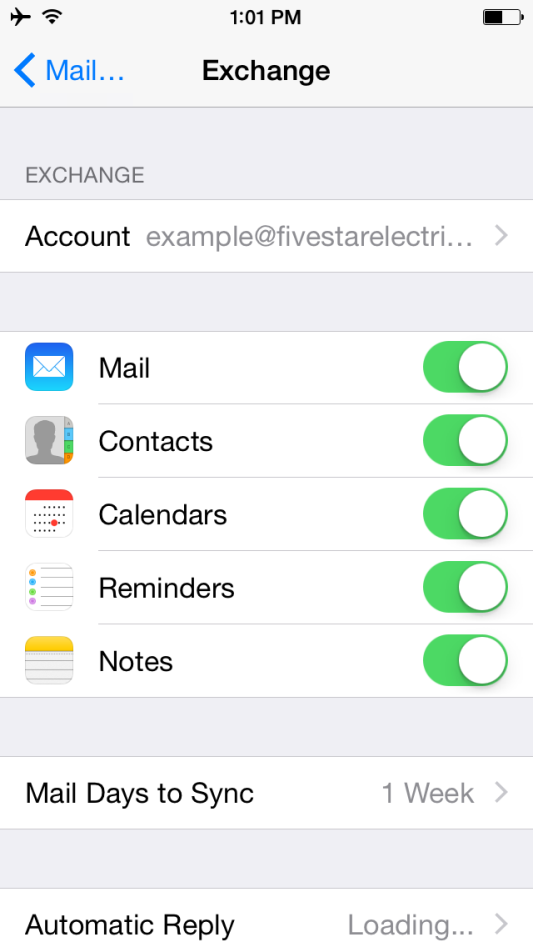 1:01 PM
Mail... Exchange
EXCHANGE
Account example@fivestarelectri...
Mail
Contacts
Calendars
Reminders
Notes
Mail Days to Sync 1 Week
Automatic Reply Loading...